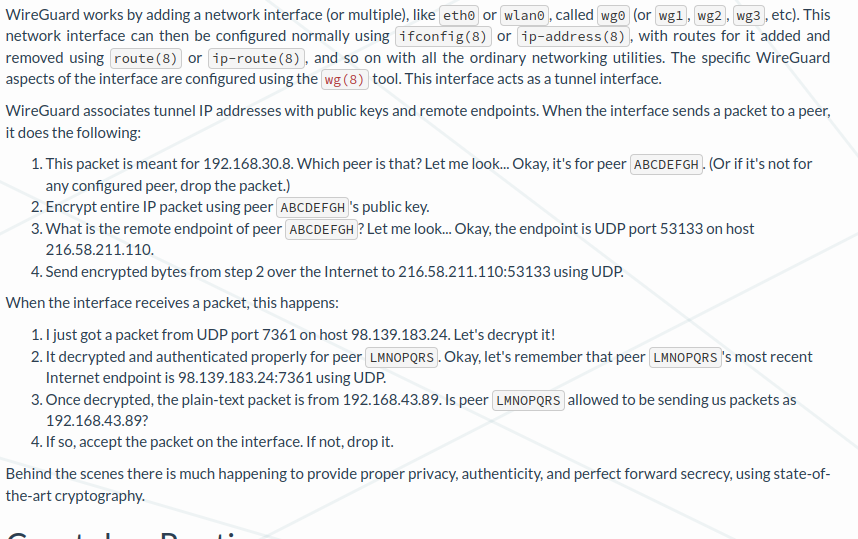 WireGuard works by adding a network interface (or multiple), like eth0 or wlan0, called wg0 (or wg1, wg2, wg3, etc). This
network interface can then be configured normally using ifconfig(8) or ip-address(8), with routes for it added and
removed using route(8) or ip-route(8), and so on with all the ordinary networking utilities. The specific WireGuard
aspects of the interface are configured using the wg(8) tool. This interface acts as a tunnel interface.
WireGuard associates tunnel IP addresses with public keys and remote endpoints. When the interface sends a packet to a peer,
it does the following:
1. This packet is meant for 192.168.30.8. Which peer is that? Let me look... Okay, it's for peer ABCDEFGH. (Or if it's not for
any configured peer, drop the packet.)
2. Encrypt entire IP packet using peer ABCDEFGH's public key.
3. What is the remote endpoint of peer ABCDEFGH? Let me look... Okay, the endpoint is UDP port 53133 on host
216.58.211.110.
4. Send encrypted bytes from step 2 over the Internet to 216.58.211.110:53133 using UDP.
When the interface receives a packet, this happens:
1. I just got a packet from UDP port 7361 on host 98.139.183.24. Let's decrypt it!
2. It decrypted and authenticated properly for peer LMNOPQRS. Okay, let's remember that peer LMNOPQRS's most recent
Internet endpoint is 98.139.183.24:7361 using UDP.
3. Once decrypted, the plain-text packet is from 192.168.43.89. Is peer LMNOPQRS allowed to be sending us packets as
192.168.43.89?
4. If so, accept the packet on the interface. If not, drop it.
Behind the scenes there is much happening to provide proper privacy, authenticity, and perfect forward secrecy, using state-of-
the-art cryptography.